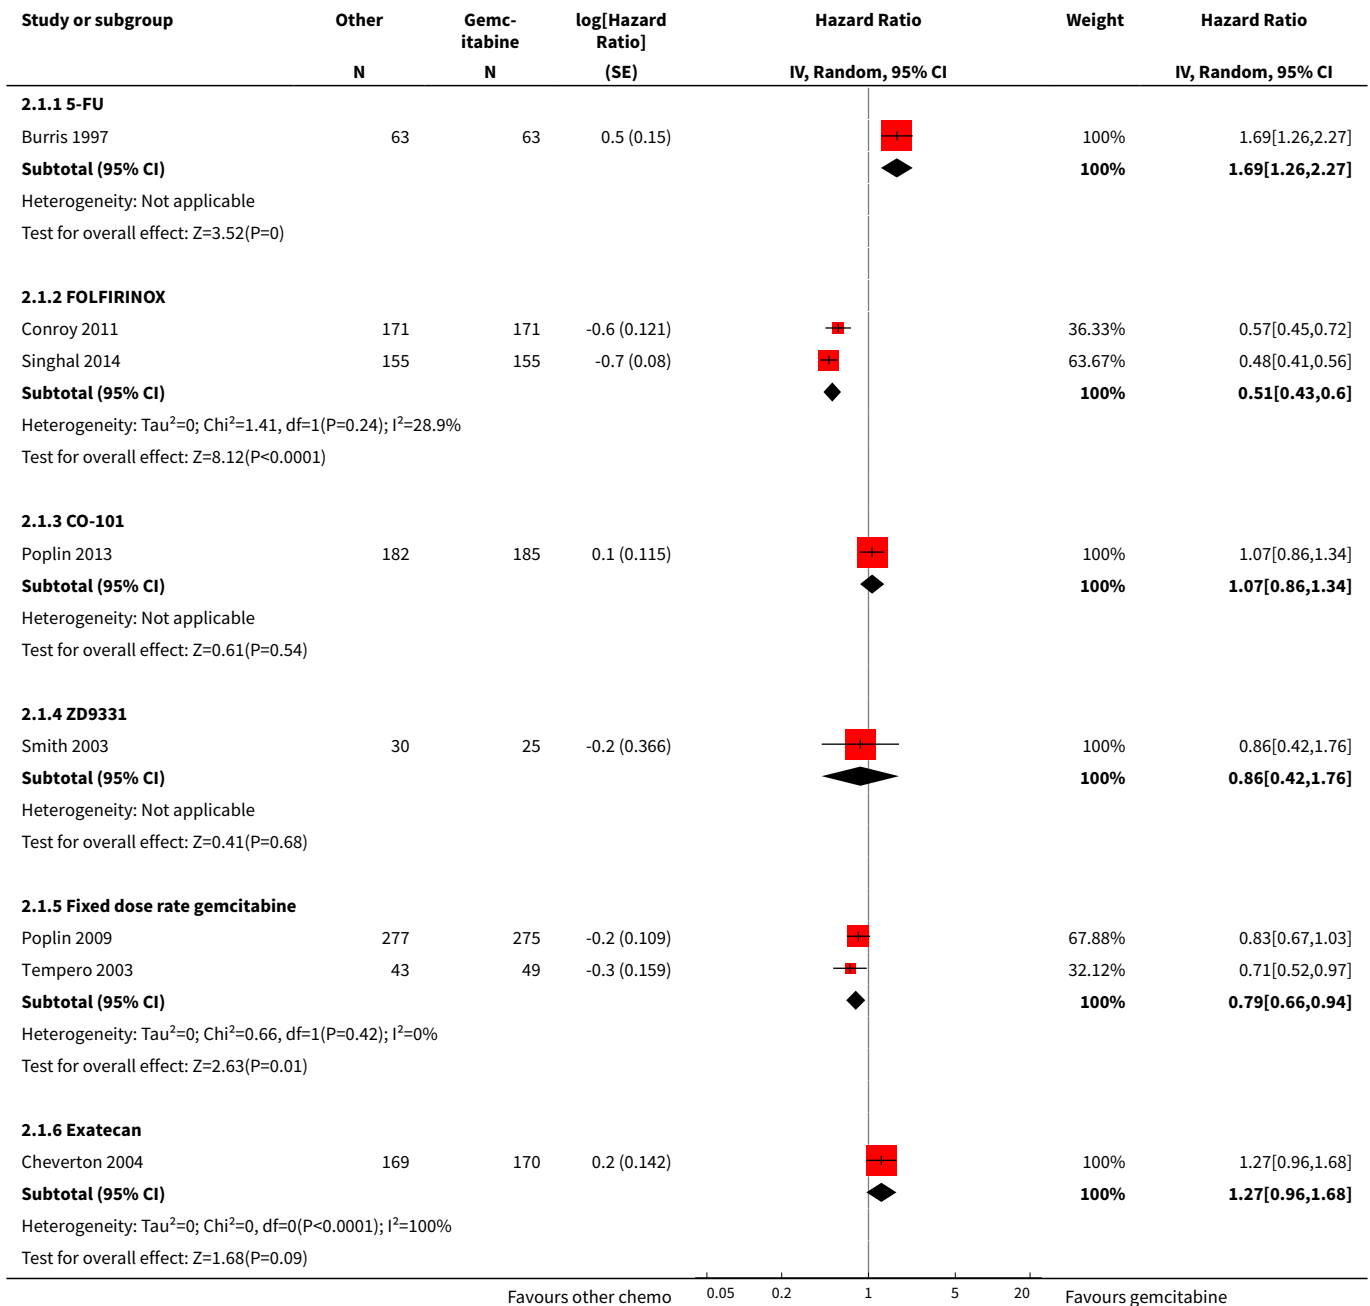 Study or subgroup Other Gemc- log[Hazard Hazard Ratio Weight Hazard Ratio
itabine Ratio]
N N (SE) IV, Random, 95% CI IV, Random, 95% CI
2.1.1 5-FU
Burris 1997 63 63 0.5 (0.15) 100% 1.69[1.26,2.27]
Subtotal (95% CI) 100% 1.69[1.26,2.27]
Heterogeneity: Not applicable
Test for overall effect: Z=3.52(P=0)
2.1.2 FOLFIRINOX
Conroy 2011 171 171 -0.6 (0.121) 36.33% 0.57[0.45,0.72]
Singhal 2014 155 155 -0.7 (0.08) 63.67% 0.48[0.41,0.56]
Subtotal (95% CI) 100% 0.51[0.43,0.6]
Heterogeneity: Tau²=0; Chi²=1.41, df=1(P=0.24); I²=28.9%
Test for overall effect: Z=8.12(P<0.0001)
2.1.3 CO-101
Poplin 2013 182 185 0.1 (0.115) 100% 1.07[0.86,1.34]
Subtotal (95% CI) 100% 1.07[0.86,1.34]
Heterogeneity: Not applicable
Test for overall effect: Z=0.61(P=0.54)
2.1.4 ZD9331
Smith 2003 30 25 -0.2 (0.366) 100% 0.86[0.42,1.76]
Subtotal (95% CI) 100% 0.86[0.42,1.76]
Heterogeneity: Not applicable
Test for overall effect: Z=0.41(P=0.68)
2.1.5 Fixed dose rate gemcitabine
Poplin 2009 277 275 -0.2 (0.109) 67.88% 0.83[0.67,1.03]
Tempero 2003 43 49 -0.3 (0.159) 32.12% 0.71[0.52,0.97]
Subtotal (95% CI) 100% 0.79[0.66,0.94]
Heterogeneity: Tau²=0; Chi²=0.66, df=1(P=0.42); I²=0%
Test for overall effect: Z=2.63(P=0.01)
2.1.6 Exatecan
Cheverton 2004 169 170 0.2 (0.142) 100% 1.27[0.96,1.68]
Subtotal (95% CI) 100% 1.27[0.96,1.68]
Heterogeneity: Tau²=0; Chi²=0, df=0(P<0.0001); I²=100%
Test for overall effect: Z=1.68(P=0.09)
Favours other chemo 0.05 0.2 1 5 20 Favours gemcitabine